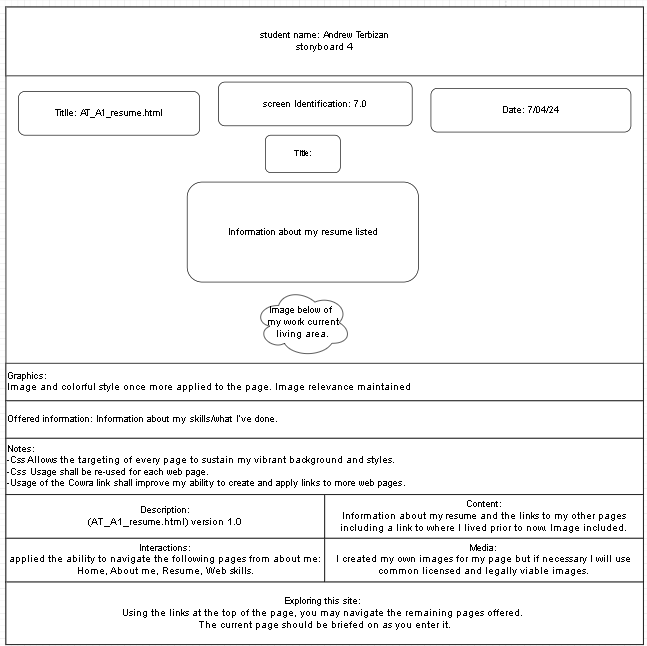 student name: Andrew Terbizan
storyboard 4
Titlle: AT_A1_resume.html
screen Identification: 7.0
Date: 7/04/24
Title:
Information about my resume listed
Image below of
my work current
living area.
Graphics:
Image and colorful style once more applied to the page. Image relevance maintained
Offered information: Information about my skills/what I've done.
Notes:
-Css Allows the targeting of every page to sustain my vibrant background and styles.
-Css Usage shall be re-used for each web page.
-Usage of the Cowra link shall improve my ability to create and apply links to more web pages.
Description:
(AT_A1_resume.html) version 1.0
Content:
Information about my resume and the links to my other pages
including a link to where I lived prior to now. Image included.
Interactions:
applied the ability to navigate the following pages from about me:
Home, About me, Resume, Web skills.
Media:
I created my own images for my page but if necessary I will use
common licensed and legally viable images.
Exploring this site:
Using the links at the top of the page, you may navigate the remaining pages offered.
The current page should be briefed on as you enter it.